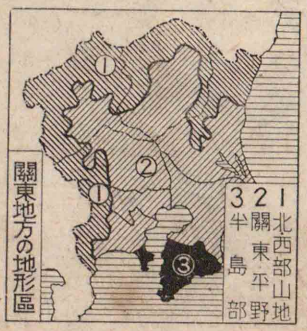 關東地方の地形區
1 北・西部山地
2 關東・平野
3 半島部
①
②
①
③